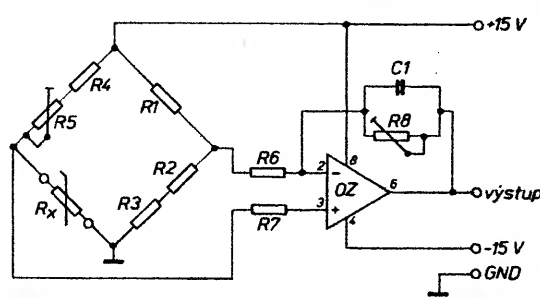 +15 V
C1
R4
R5
R1
R8
R6
2
8
-
OZ
6
výstup
R2
R3
Rx
3
+
4
R7
-15 V
GND